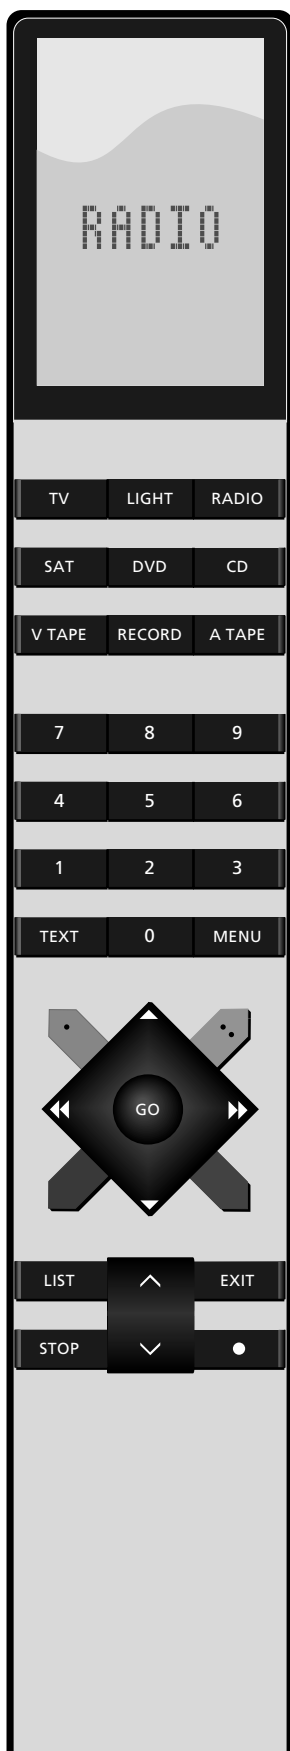 RADIO
TV LIGHT RADIO
SAT DVD CD
V TAPE RECORD A TAPE
7 8 9
4 5 6
1 2 3
TEXT 0 MENU
GO
LIST EXIT
STOP